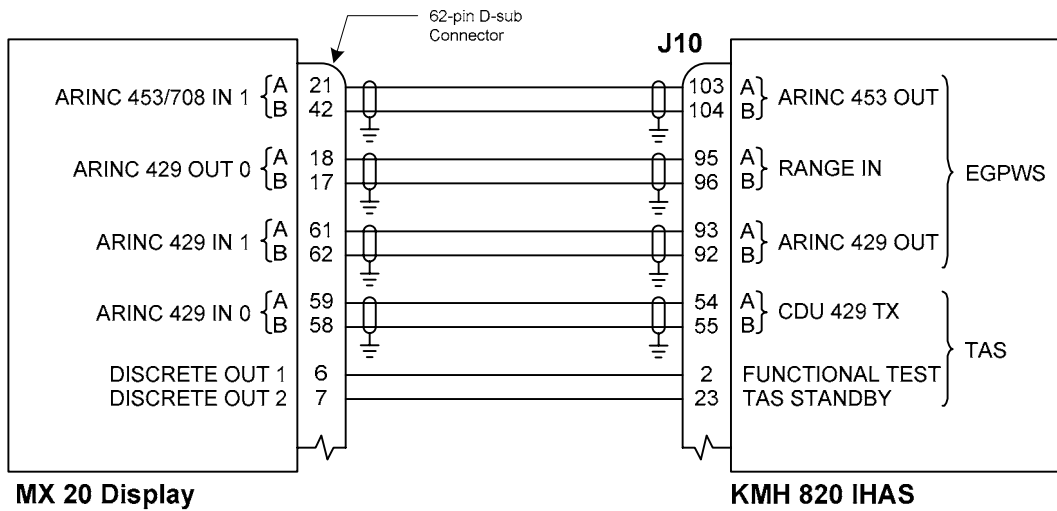 62-pin D-sub
Connector
J10
ARINC 453/708 IN 1 A 21 103 A ARINC 453 OUT
B 42 104 B
ARINC 429 OUT 0 A 18 95 A RANGE IN
B 17 96 B
EGPWS
ARINC 429 IN 1 A 61 93 A ARINC 429 OUT
B 62 92 B
ARINC 429 IN 0 A 59 54 A CDU 429 TX
B 58 55 B
TAS
DISCRETE OUT 1 6 2 FUNCTIONAL TEST
DISCRETE OUT 2 7 23 TAS STANDBY
MX 20 Display
KMH 820 IHAS